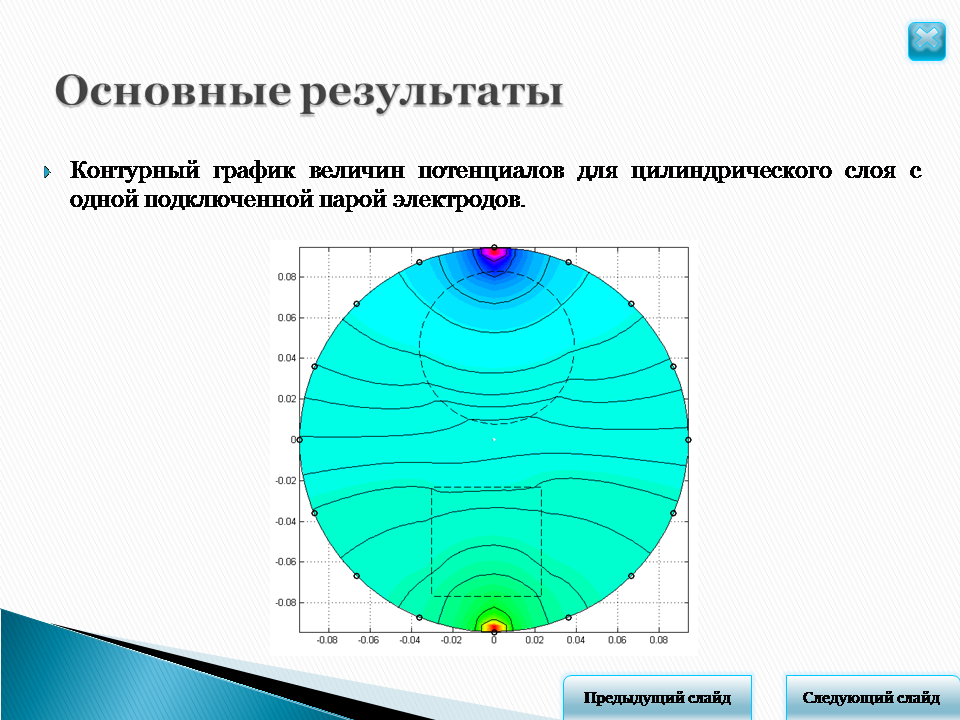 Основные результаты
Контурный график величин потенциалов для цилиндрического слоя с
одной подключенной парой электродов.
0.08
0.06
0.04
0.02
0
-0.02
-0.04
-0.06
-0.08
-0.08 -0.06 -0.04 -0.02 0 0.02 0.04 0.06 0.08
Предыдущий слайд
Следующий слайд